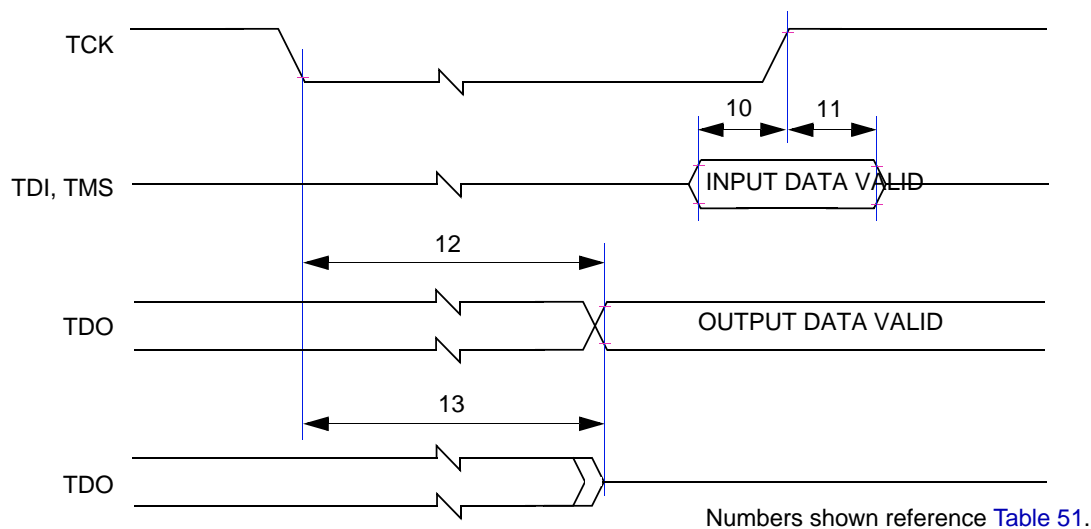 TCK
10
11
TDI, TMS
INPUT DATA VALID
12
TDO
OUTPUT DATA VALID
13
TDO
Numbers shown reference Table 51.